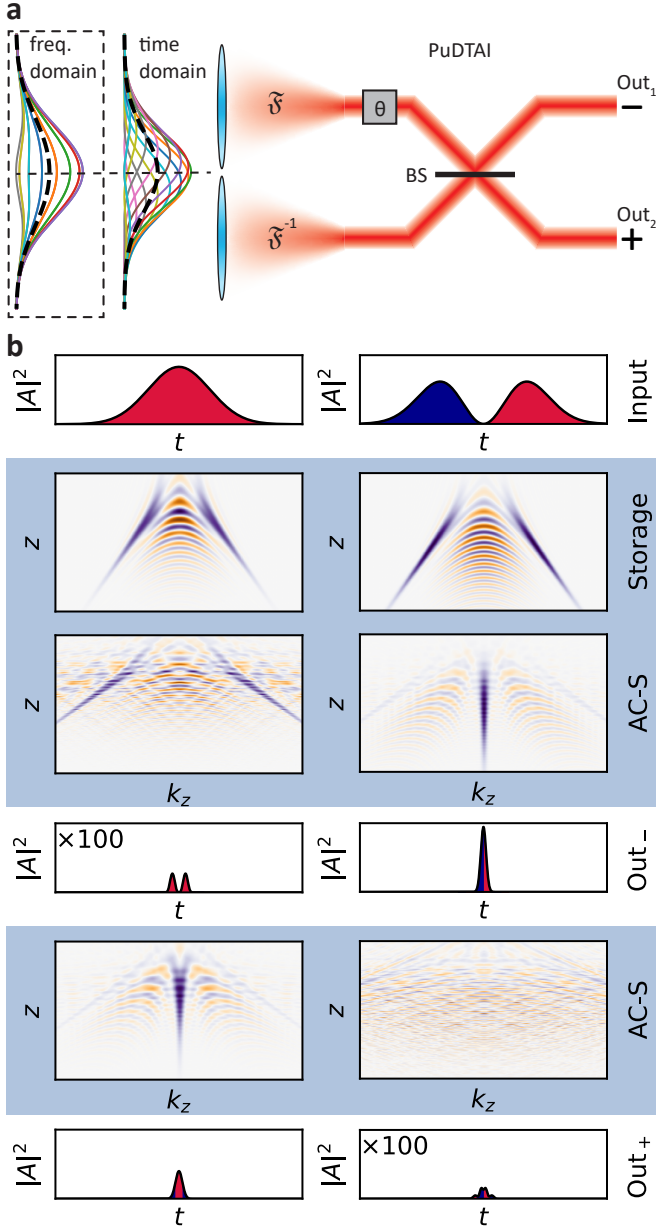 a
freq.
domain
time
domain
𝔉
𝔉⁻¹
θ
PuDTAI
BS
Out₁
−
Out₂
+
b
|A|²
t
|A|²
t
Input
z
z
Storage
z
k_z
z
k_z
AC-S
|A|²
×100
t
|A|²
t
Out₋
z
k_z
z
k_z
AC-S
|A|²
t
|A|²
×100
t
Out₊